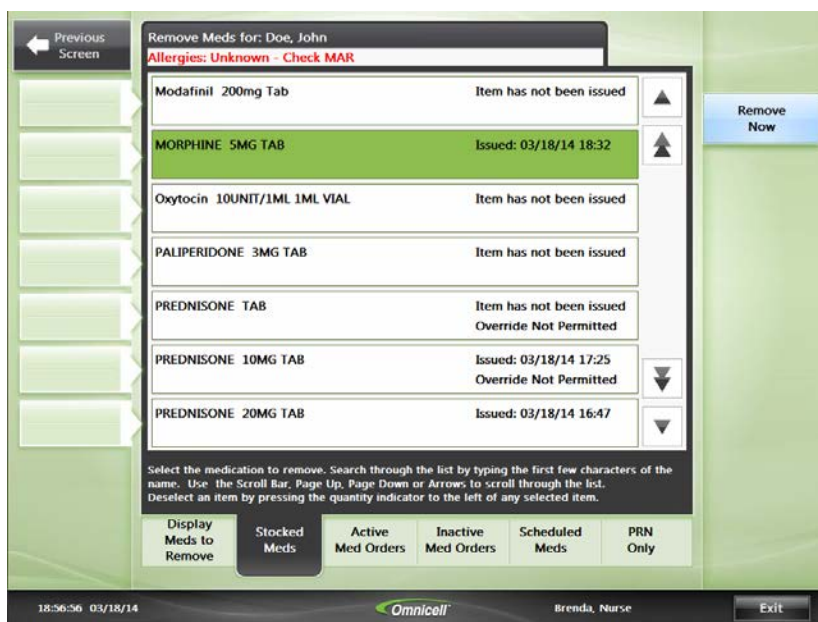 Previous
Screen
Remove Meds for: Doe, John
Allergies: Unknown - Check MAR
Modafinil 200mg Tab Item has not been issued
Remove
Now
MORPHINE 5MG TAB Issued: 03/18/14 18:32
Oxytocin 10UNIT/1ML 1ML VIAL Item has not been issued
PALIPERIDONE 3MG TAB Item has not been issued
PREDNISONE TAB Item has not been issued
Override Not Permitted
PREDNISONE 10MG TAB Issued: 03/18/14 17:25
Override Not Permitted
PREDNISONE 20MG TAB Issued: 03/18/14 16:47
Select the medication to remove. Search through the list by typing the first few characters of the
name. Use the Scroll Bar, Page Up, Page Down or Arrows to scroll through the list.
Deselect an item by pressing the quantity indicator to the left of any selected item.
Display
Meds to
Remove
Stocked
Meds
Active
Med Orders
Inactive
Med Orders
Scheduled
Meds
PRN
Only
18:56:56 03/18/14 Omnicell Brenda, Nurse Exit